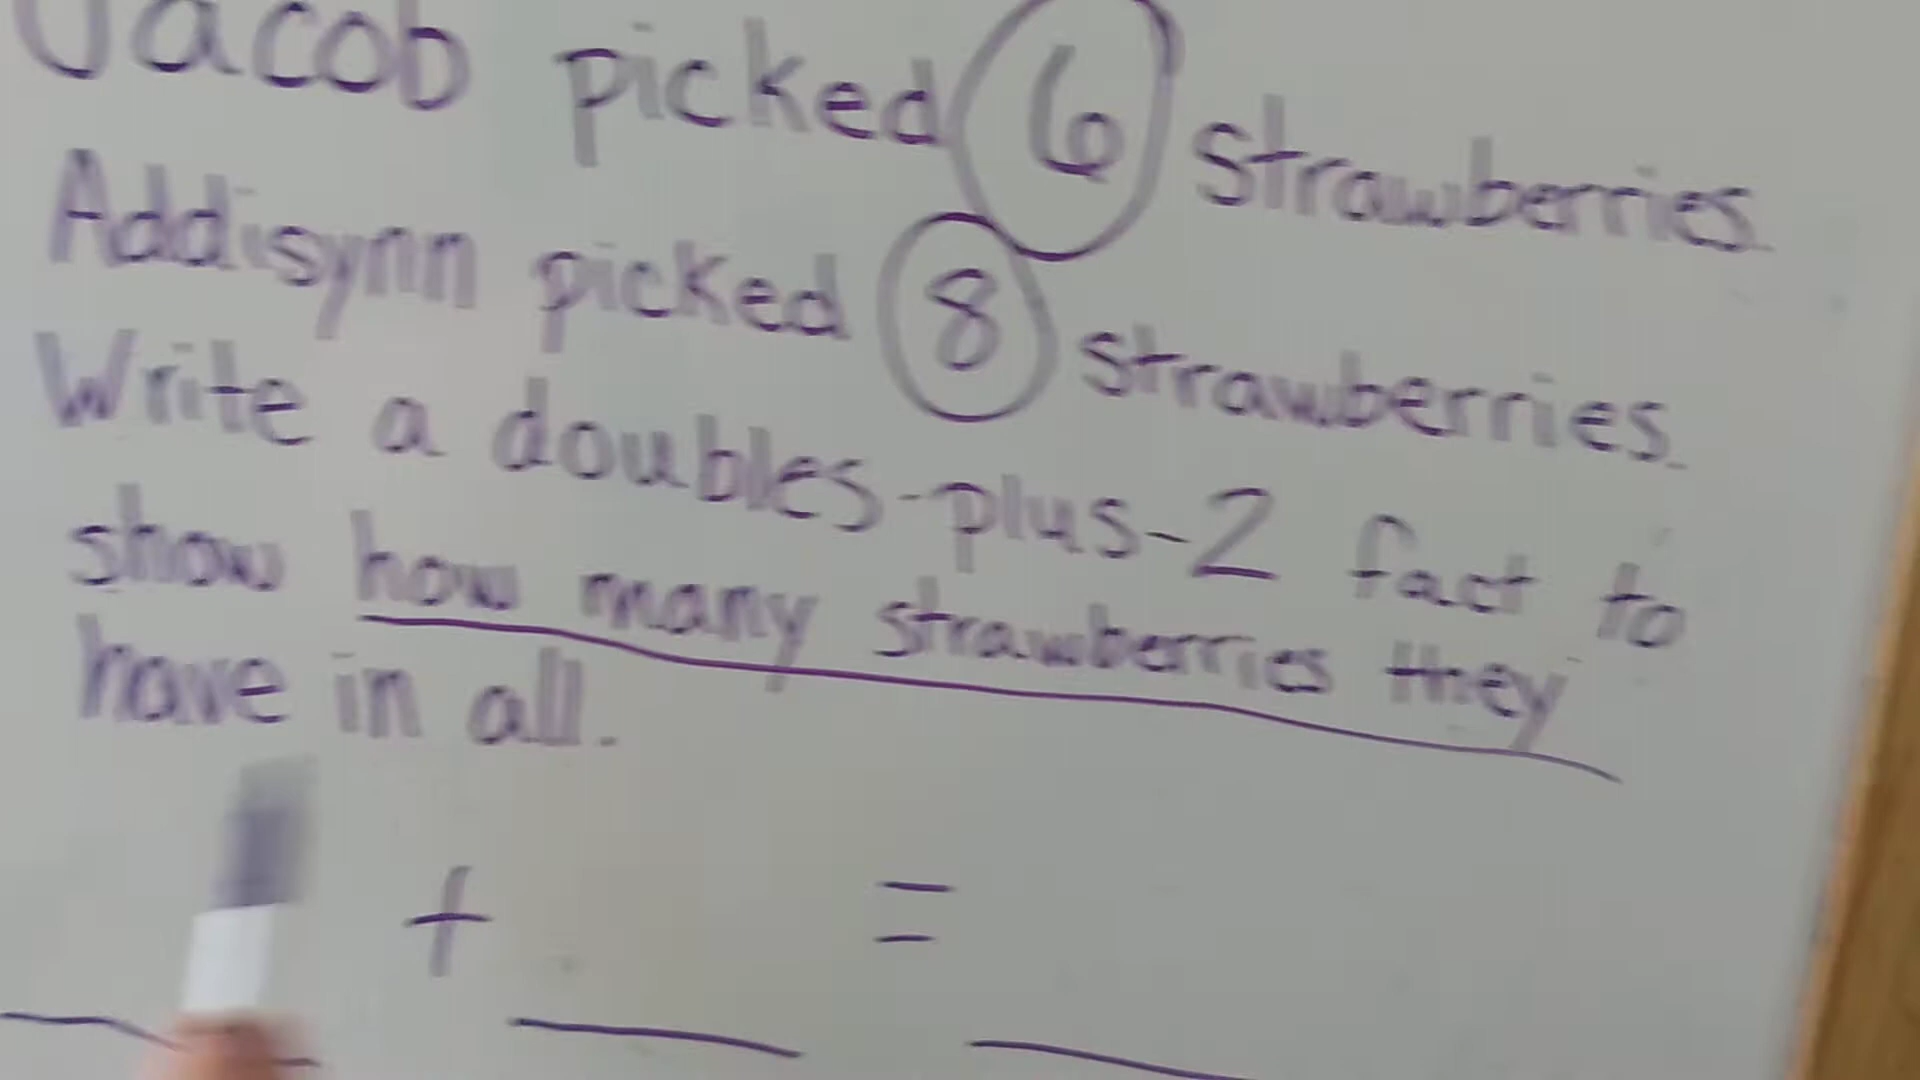 Jacob picked 6 strawberries.
Addisynn picked 8 strawberries.
Write a doubles-plus-2 fact to
show how many strawberries they
have in all.
+ =